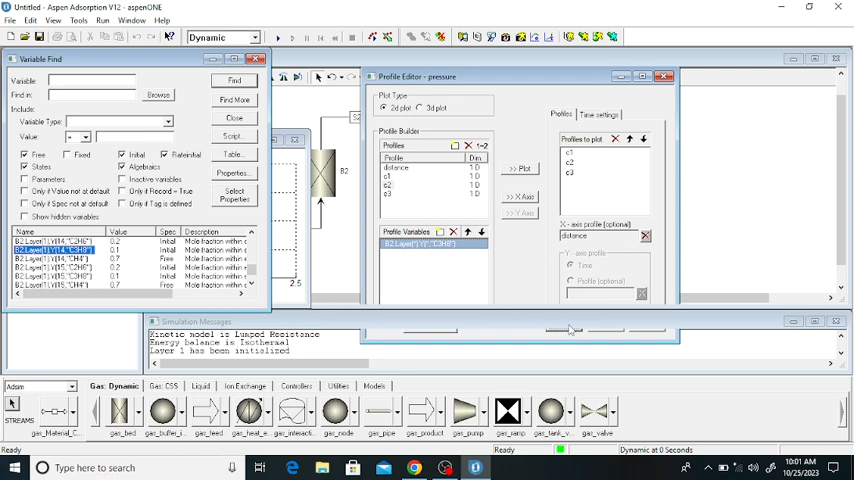 Untitled - Aspen Adsorption V12 - aspenONE
File Edit View Tools Run Window Help
Dynamic
Variable Find
Variable:
Find
Find in:
Browse
Find More
Include:
Variable Type:
Close
Value:
=
Script...
Free
Fixed
Initial
RateInitial
Table...
States
Algebraics
Parameters
Inactive variables
Properties...
Only if Value not at default
Only if Record = True
Only if Spec not at default
Only if Tag is defined
Select Properties
Show hidden variables
Name Value Spec Description
B2.Layer(1).Y(14,"C2H6") 0.2 Initial Mole fraction within e
B2.Layer(1).Y(14,"C3H8") 0.1 Initial Mole fraction within e
B2.Layer(1).Y(14,"CH4") 0.7 Free Mole fraction within e
B2.Layer(1).Y(15,"C2H6") 0.2 Initial Mole fraction within e
B2.Layer(1).Y(15,"C3H8") 0.1 Initial Mole fraction within e
B2.Layer(1).Y(15,"CH4") 0.7 Free Mole fraction within e
B2
2.5
Profile Editor - pressure
Plot Type
2d plot
3d plot
Profile Builder
Profiles
1–2
Profile Dim.
distance 1 D
c1 1 D
c2 1 D
c3 1 D
>> Plot
>> X Axis
>> Y Axis
Profile Variables
B2.Layer(*).Y(*,"C3H8")
Profiles
Time settings
Profiles to plot
c1
c2
c3
X - axis profile (optional)
distance
Y - axis profile
Time
Profile (optional)
Simulation Messages
Kinetic model is Lumped Resistance
Energy balance is Isothermal
Layer 1 has been initialized
Adsim
Gas: Dynamic
Gas: CSS
Liquid
Ion Exchange
Controllers
Utilities
Models
STREAMS
gas_Material_C...
gas_bed
gas_buffer_i...
gas_feed
gas_heat_e...
gas_interactio...
gas_node
gas_pipe
gas_product
gas_pump
gas_ramp
gas_tank_v...
gas_valve
Ready
Ready
Dynamic at 0 Seconds
Type here to search
10:01 AM
10/25/2023